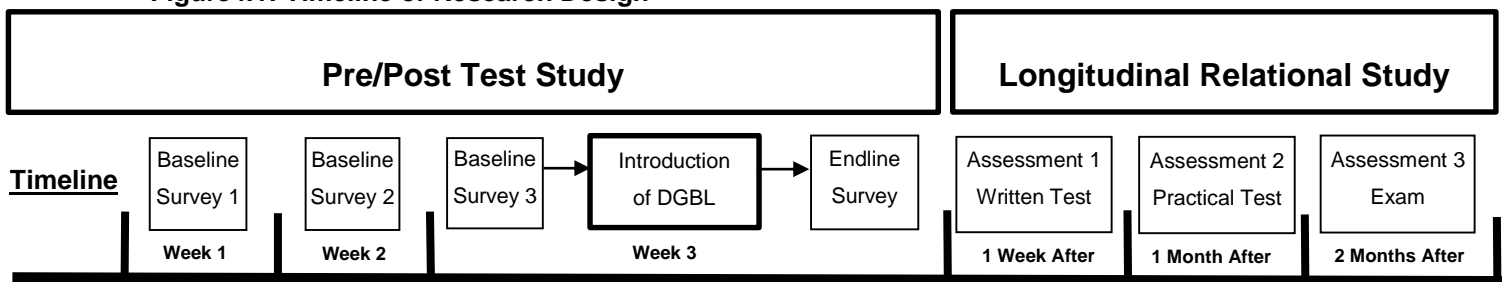 Figure Timeline of Research Design
Pre/Post Test Study
Longitudinal Relational Study
Timeline
Baseline
Survey 1
Baseline
Survey 2
Baseline
Survey 3
Introduction
of DGBL
Endline
Survey
Assessment 1
Written Test
Assessment 2
Practical Test
Assessment 3
Exam
Week 1
Week 2
Week 3
1 Week After
1 Month After
2 Months After